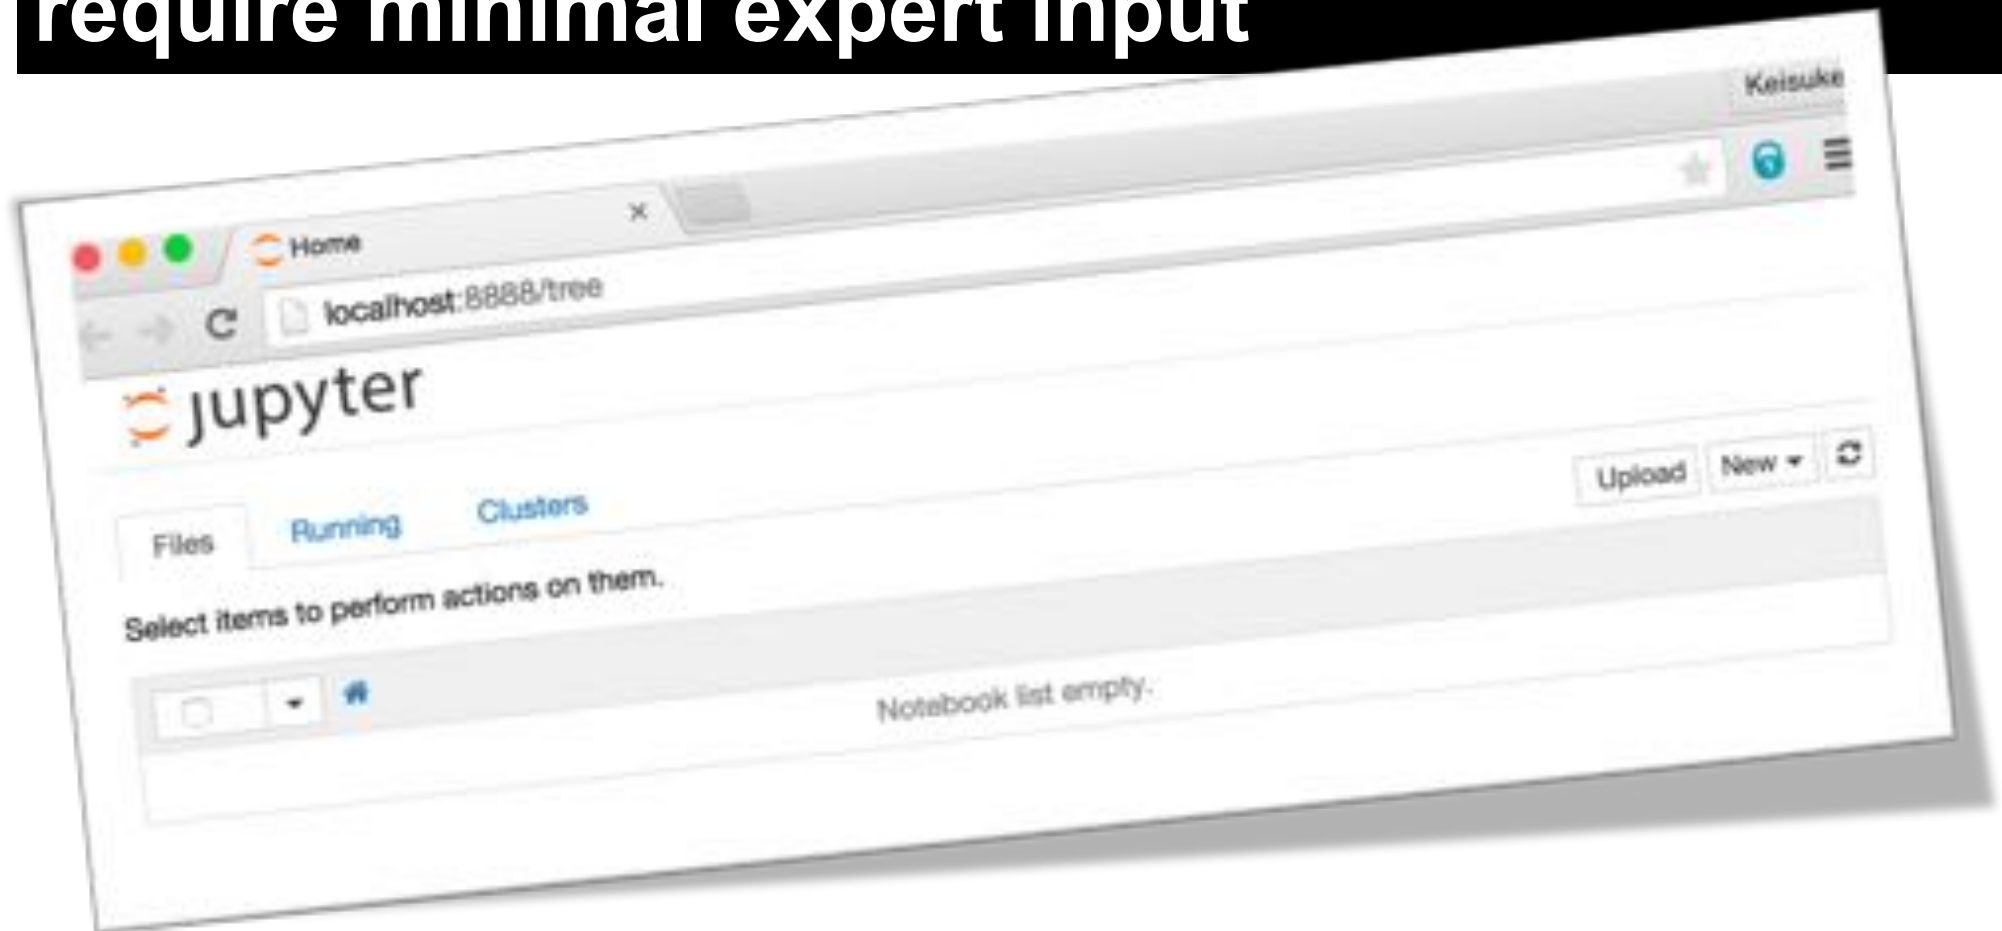 require minimal expert input
Keisuke
Home
localhost:8888/tree
jupyter
Upload New
Files Running Clusters
Select items to perform actions on them.
Notebook list empty.